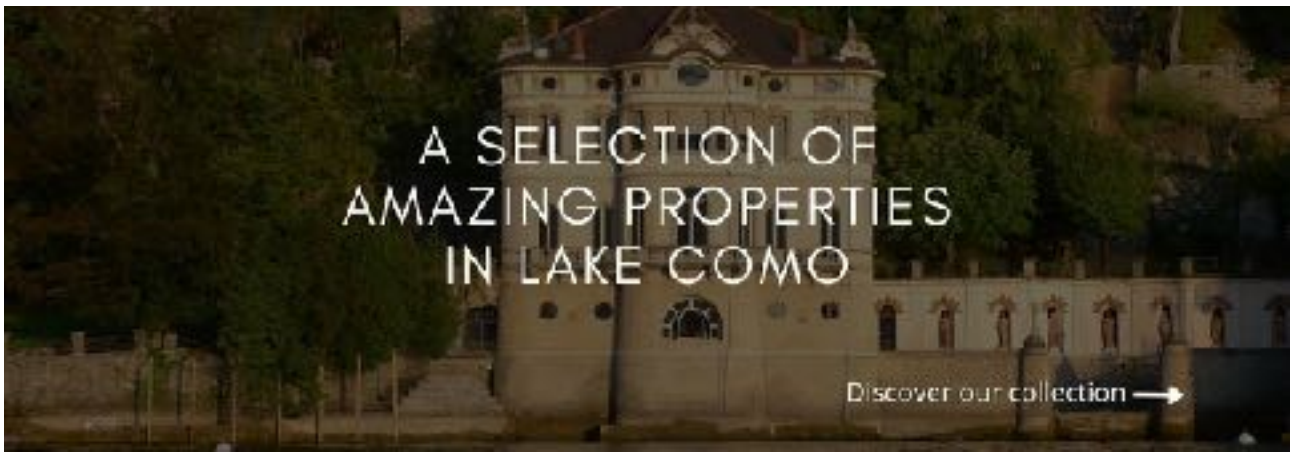 A SELECTION OF
AMAZING PROPERTIES
IN LAKE COMO
Discover our collection